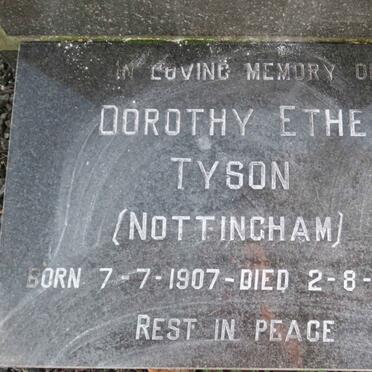 IN LOVING MEMORY O
DOROTHY ETHE
TYSON
(NOTTINGHAM)
BORN 7-7-1907-DIED 2-8-
REST IN PEACE